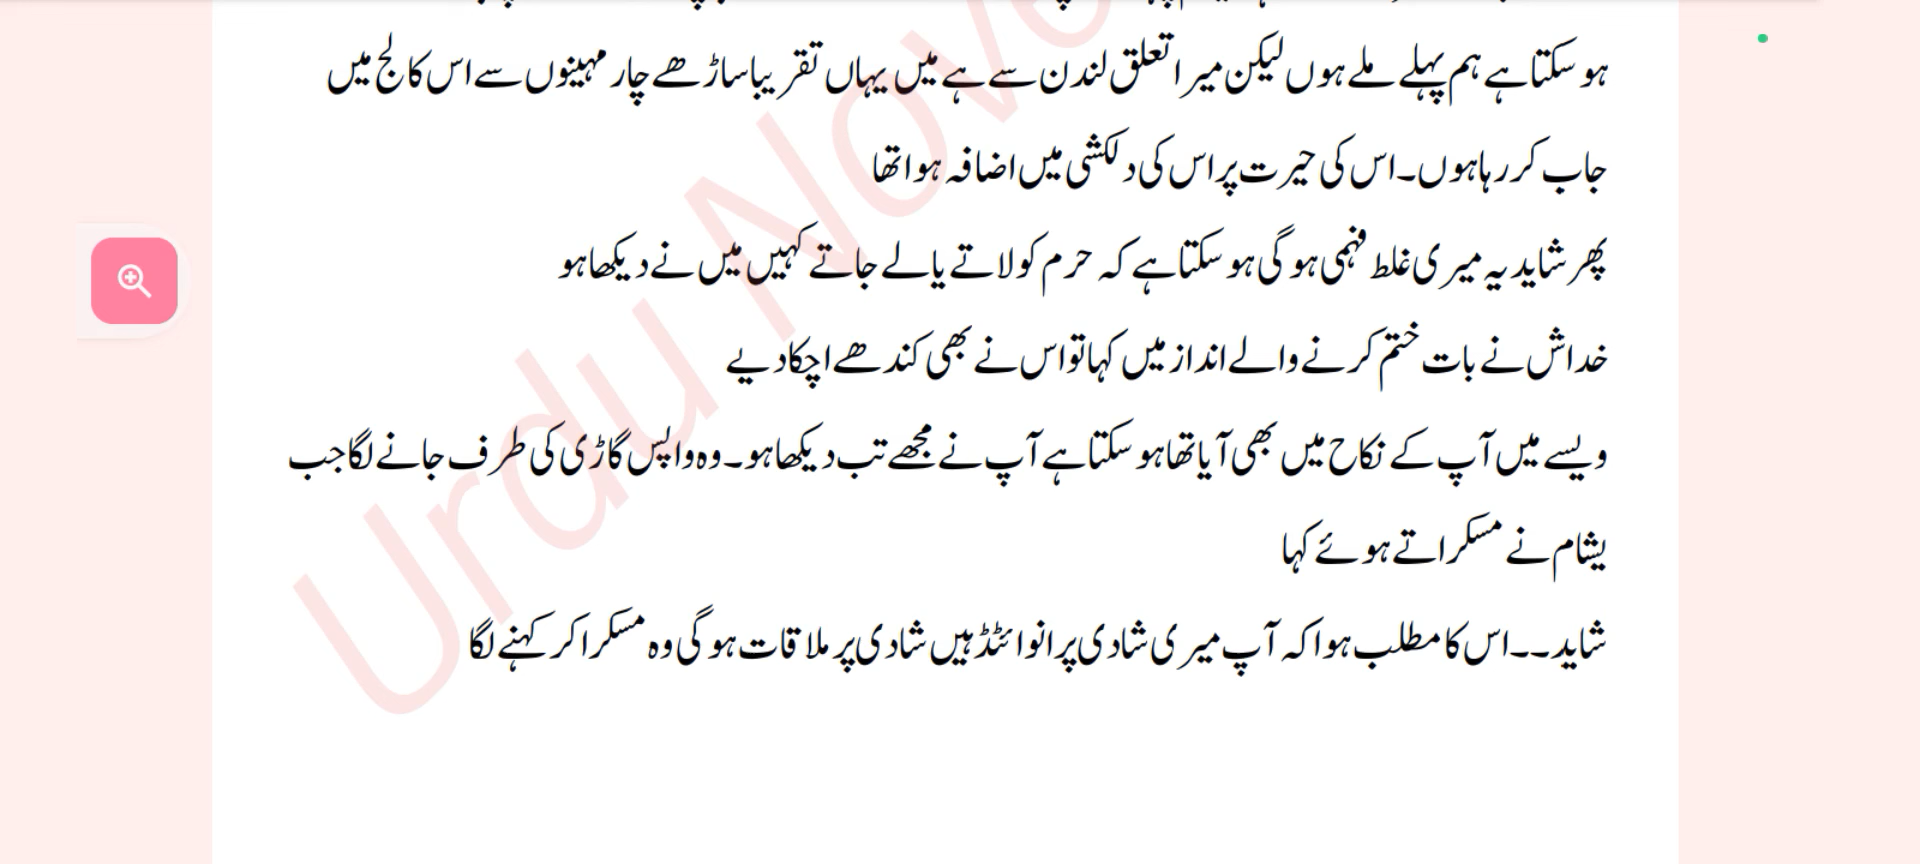 ہو سکتا ہے ہم پہلے ملے ہوں لیکن میرا تعلق لندن سے ہے میں یہاں تقریبا ساڑھے چار مہینوں سے اس کالج میں
جاب کر رہا ہوں۔ اس کی حیرت پر اس کی دلکشی میں اضافہ ہوا تھا
پھر شاید یہ میری غلط فہمی ہو گی ہو سکتا ہے کہ حرم کو لاتے یا لے جاتے کہیں میں نے دیکھا ہو
خداش نے بات ختم کرنے والے انداز میں کہا تو اس نے بھی کندھے اچکا دیے
ویسے میں آپ کے نکاح میں بھی آیا تھا ہو سکتا ہے آپ نے مجھے تب دیکھا ہو۔ وہ واپس گاڑی کی طرف جانے لگا جب
یشام نے مسکراتے ہوئے کہا
شاید۔۔ اس کا مطلب ہوا کہ آپ میری شادی پر انوائٹڈ ہیں شادی پر ملاقات ہو گی وہ مسکرا کر کہنے لگا
Urdu Nove